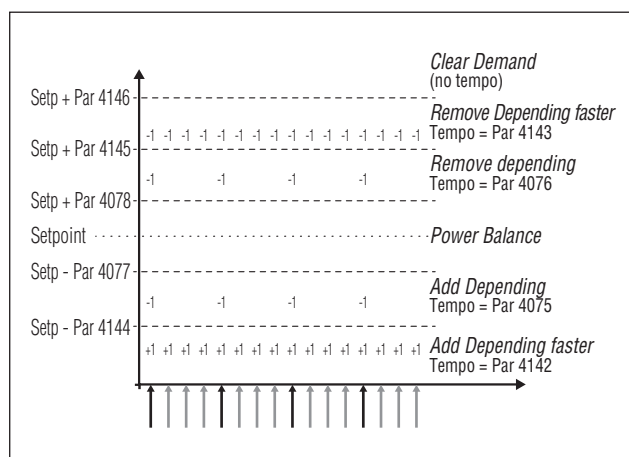 Clear Demand
(no tempo)
Setp + Par 4146
Remove Depending faster
-1 -1 -1 -1 -1 -1 -1 -1 -1 -1 -1 -1 -1 -1 -1 -1
Tempo = Par 4143
Setp + Par 4145
Remove depending
-1 -1 -1 -1
Tempo = Par 4076
Setp + Par 4078
Setpoint
Power Balance
Setp - Par 4077
Add Depending
-1 -1 -1 -1
Tempo = Par 4075
Setp - Par 4144
Add Depending faster
+1 +1 +1 +1 +1 +1 +1 +1 +1 +1 +1 +1 +1 +1 +1 +1
Tempo = Par 4142